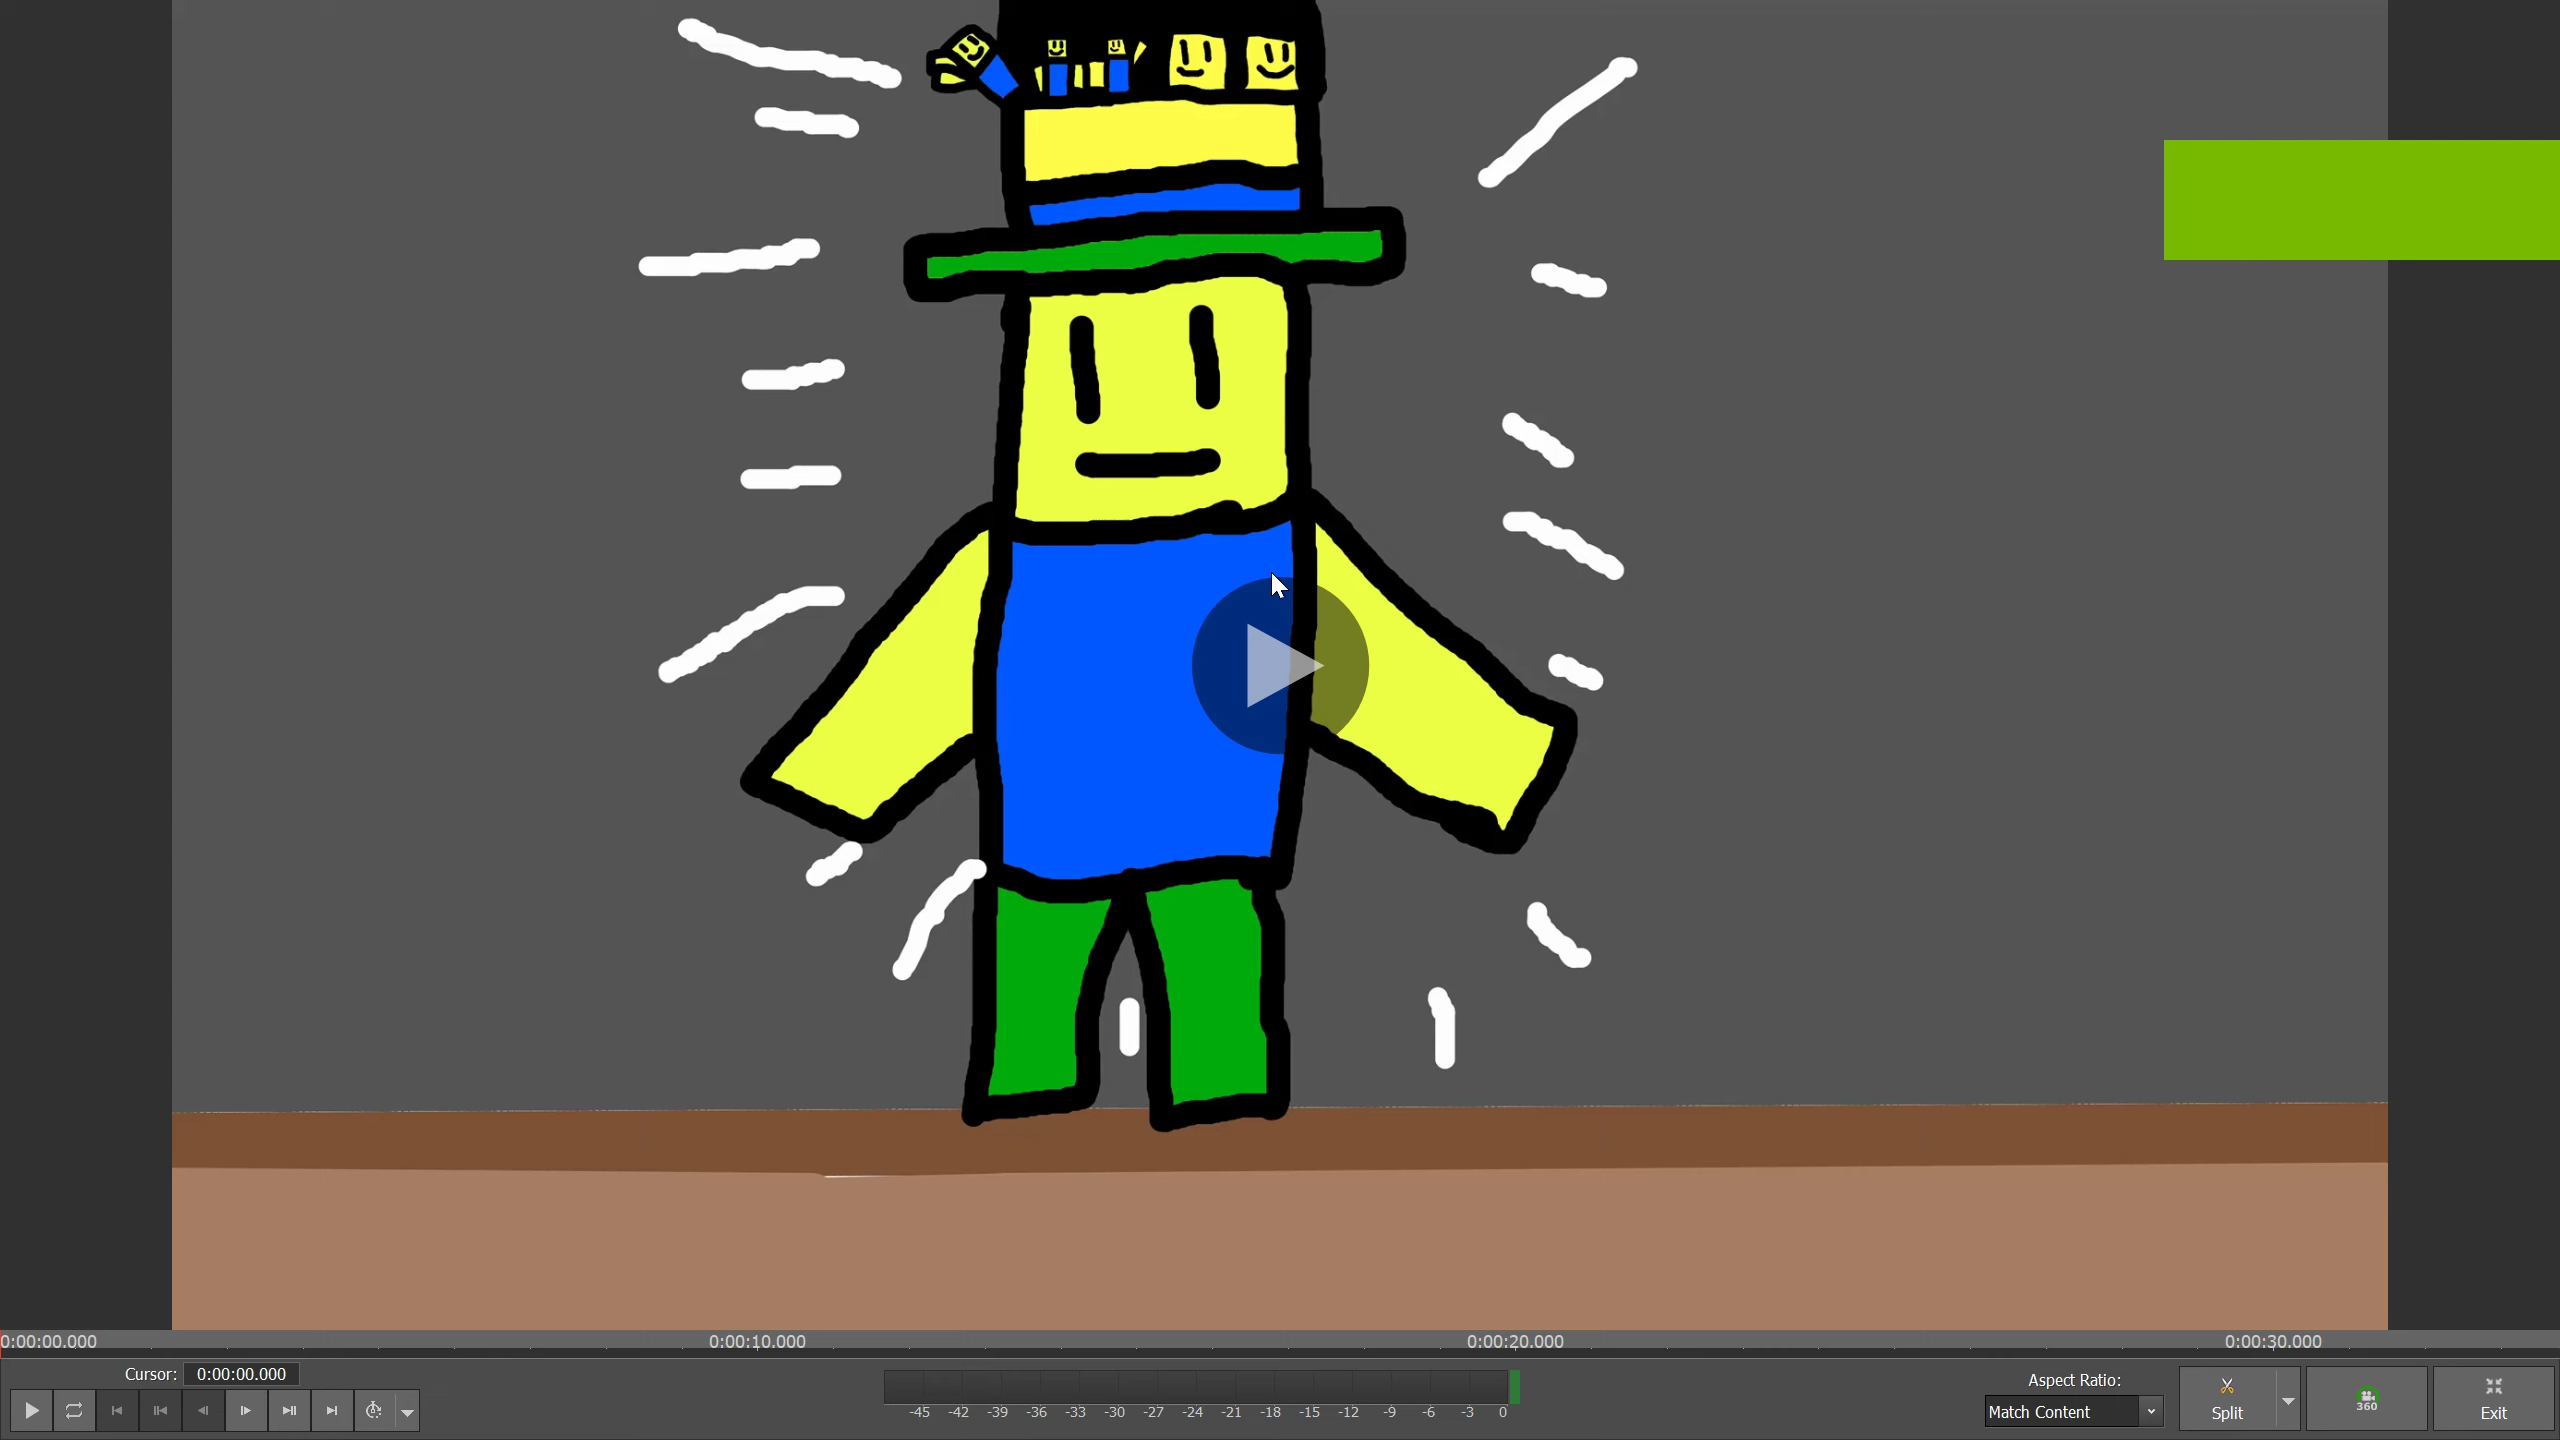 0:00:00.000 0:00:10.000 0:00:20.000 0:00:30.000
Cursor: 0:00:00.000
-45 -42 -39 -36 -33 -30 -27 -24 -21 -18 -15 -12 -9 -6 -3 0
Aspect Ratio:
Match Content
Split
360
Exit